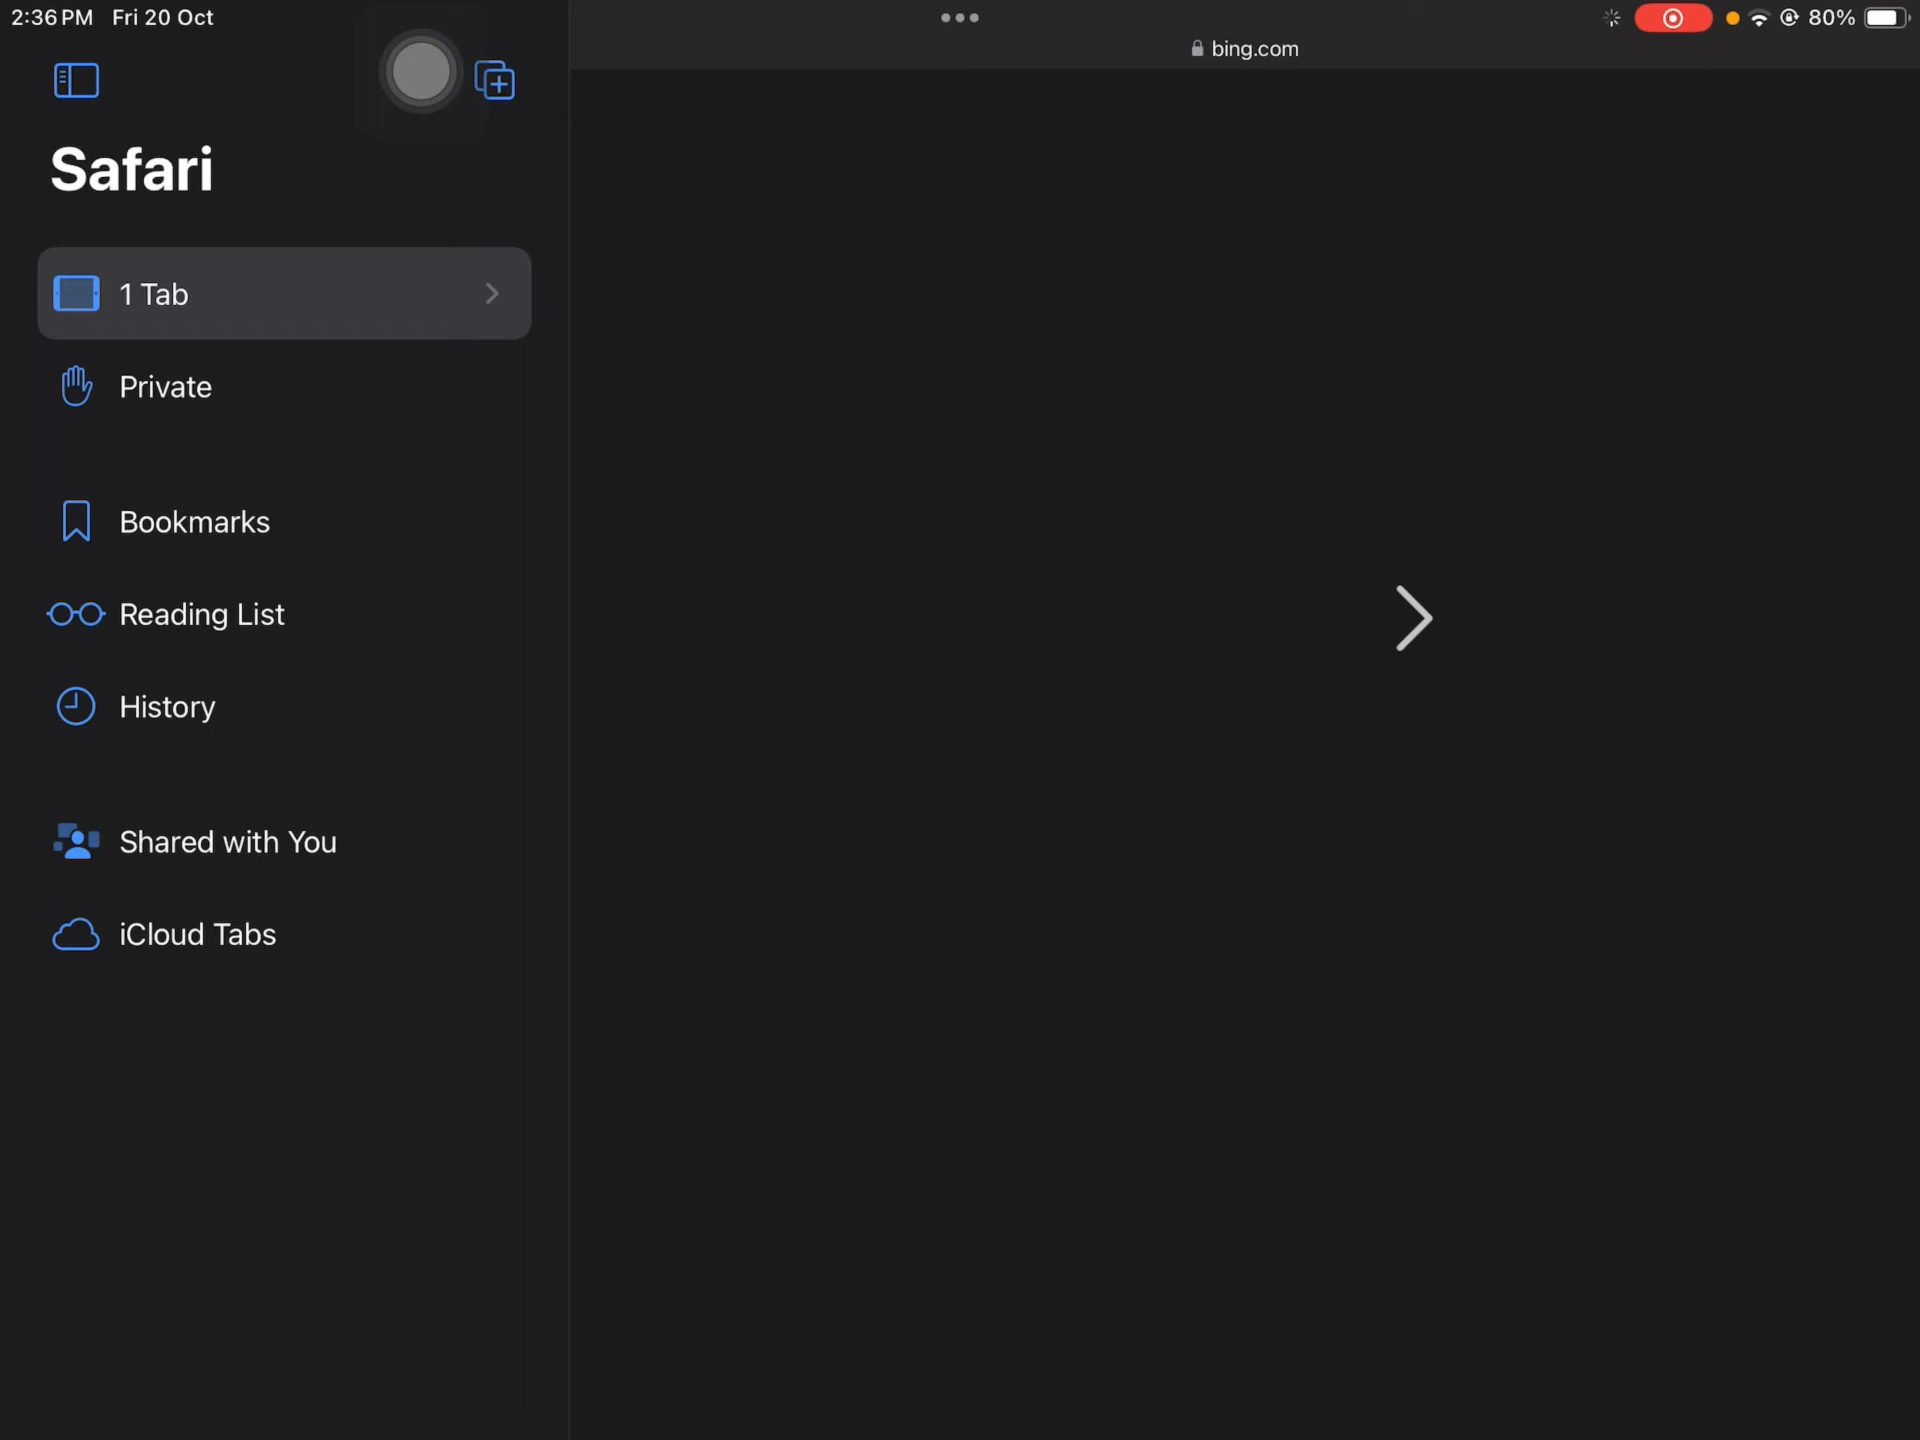 2:36 PM Fri 20 Oct
80%
bing.com
Safari
1 Tab
Private
Bookmarks
Reading List
History
Shared with You
iCloud Tabs